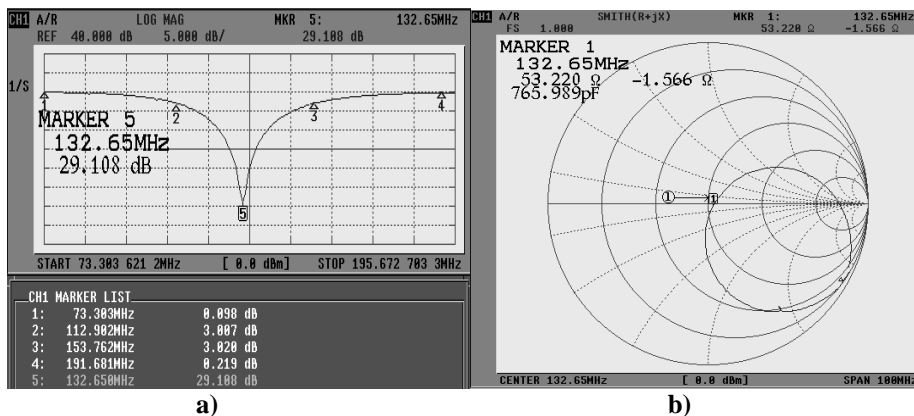 CH1 A/R LOG MAG MKR 5: 132.65MHz
REF 40.000 dB 5.000 dB/ 29.108 dB
1/S
1 2 3 4
MARKER 5
132.65MHz
29.108 dB
5
START 73.303 621 2MHz [ 0.0 dBm] STOP 195.672 703 3MHz
CH1 MARKER LIST
1: 73.303MHz 0.098 dB
2: 112.902MHz 3.007 dB
3: 153.762MHz 3.020 dB
4: 191.681MHz 0.219 dB
5: 132.650MHz 29.108 dB
a)
CH1 A/R SMITH(R+jX) MKR 1: 132.65MHz
FS 1.000 53.220 Ω -1.566 Ω
MARKER 1
132.65MHz
53.220 Ω -1.566 Ω
765.989pF
1 1
CENTER 132.65MHz [ 0.0 dBm] SPAN 100MHz
b)